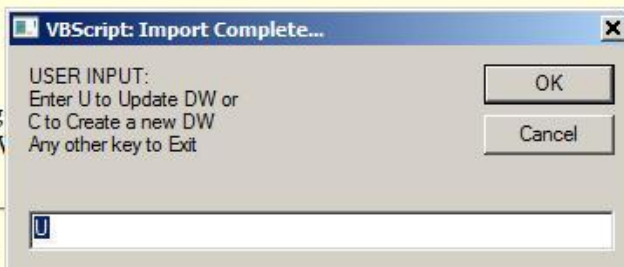 VBScript: Import Complete...
USER INPUT:
Enter U to Update DW or
C to Create a new DW
Any other key to Exit
OK
Cancel
U